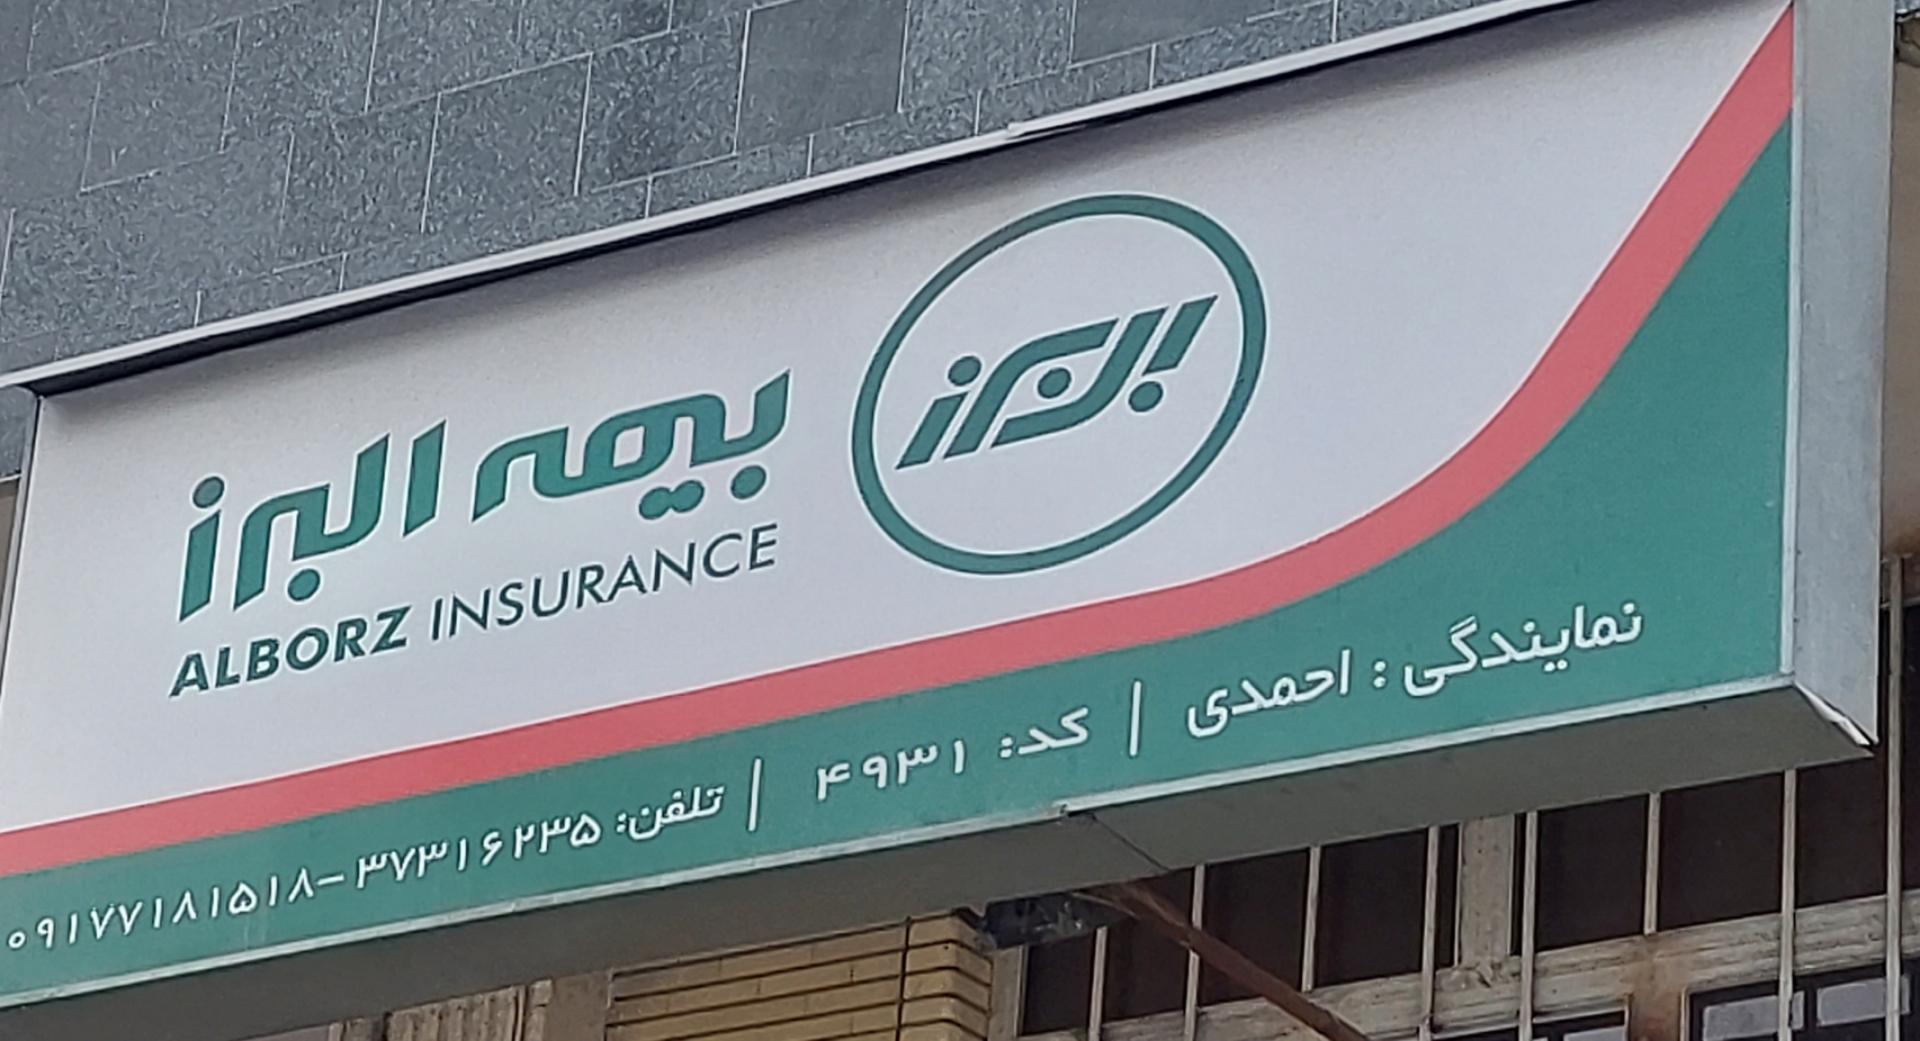 البرز
بیمه البرز
ALBORZ INSURANCE
نمایندگی : احمدی | کد: ۴۹۳۱ | تلفن: ۳۷۳۱۶۲۳۵-۰۹۱۷۷۱۸۱۵۱۸